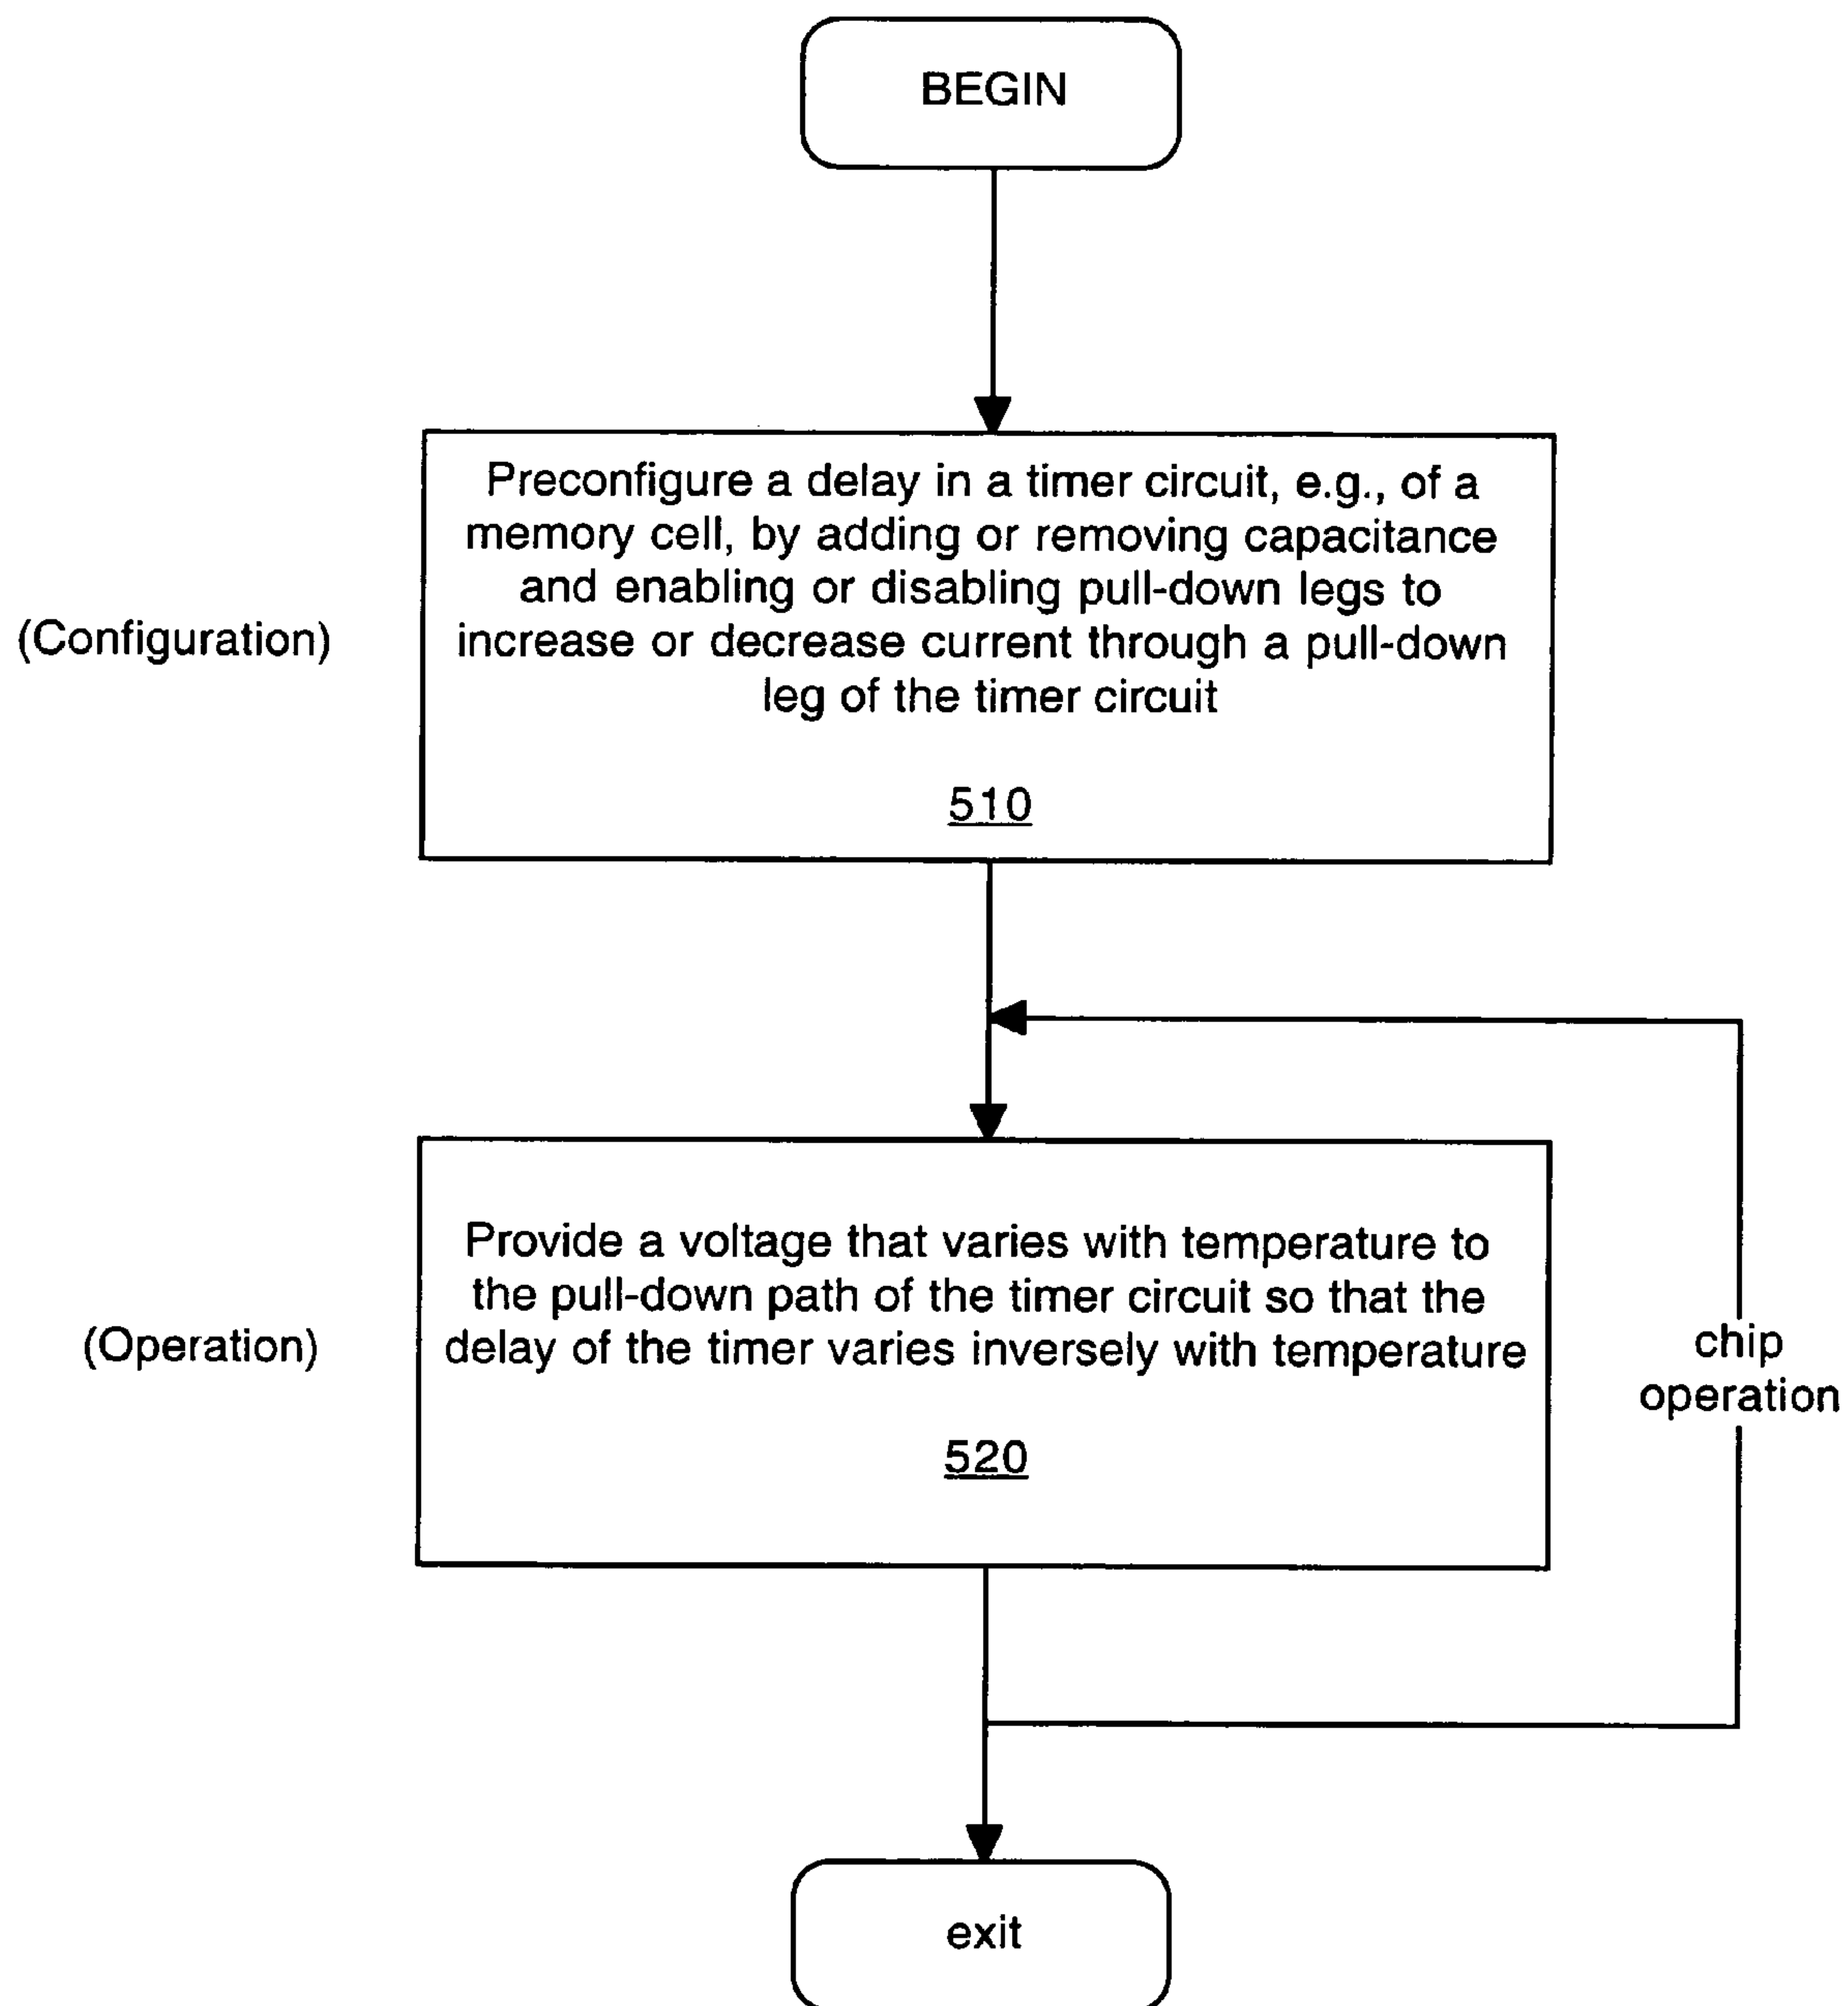 BEGIN
Preconfigure a delay in a timer circuit, e.g., of a
memory cell, by adding or removing capacitance
and enabling or disabling pull-down legs to
increase or decrease current through a pull-down
leg of the timer circuit
510
(Configuration)
Provide a voltage that varies with temperature to
the pull-down path of the timer circuit so that the
delay of the timer varies inversely with temperature
520
(Operation)
chip
operation
exit